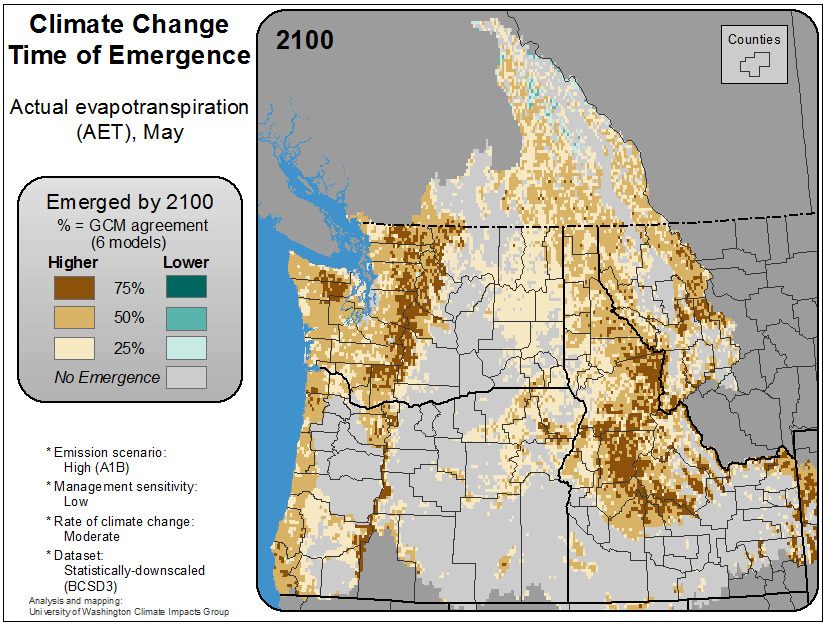 Climate Change
Time of Emergence
Actual evapotranspiration
(AET), May
Emerged by 2100
% = GCM agreement
(6 models)
Higher Lower
75%
50%
25%
No Emergence
* Emission scenario:
High (A1B)
* Management sensitivity:
Low
* Rate of climate change:
Moderate
* Dataset:
Statistically-downscaled
(BCSD3)
Analysis and mapping:
University of Washington Climate Impacts Group
2100
Counties